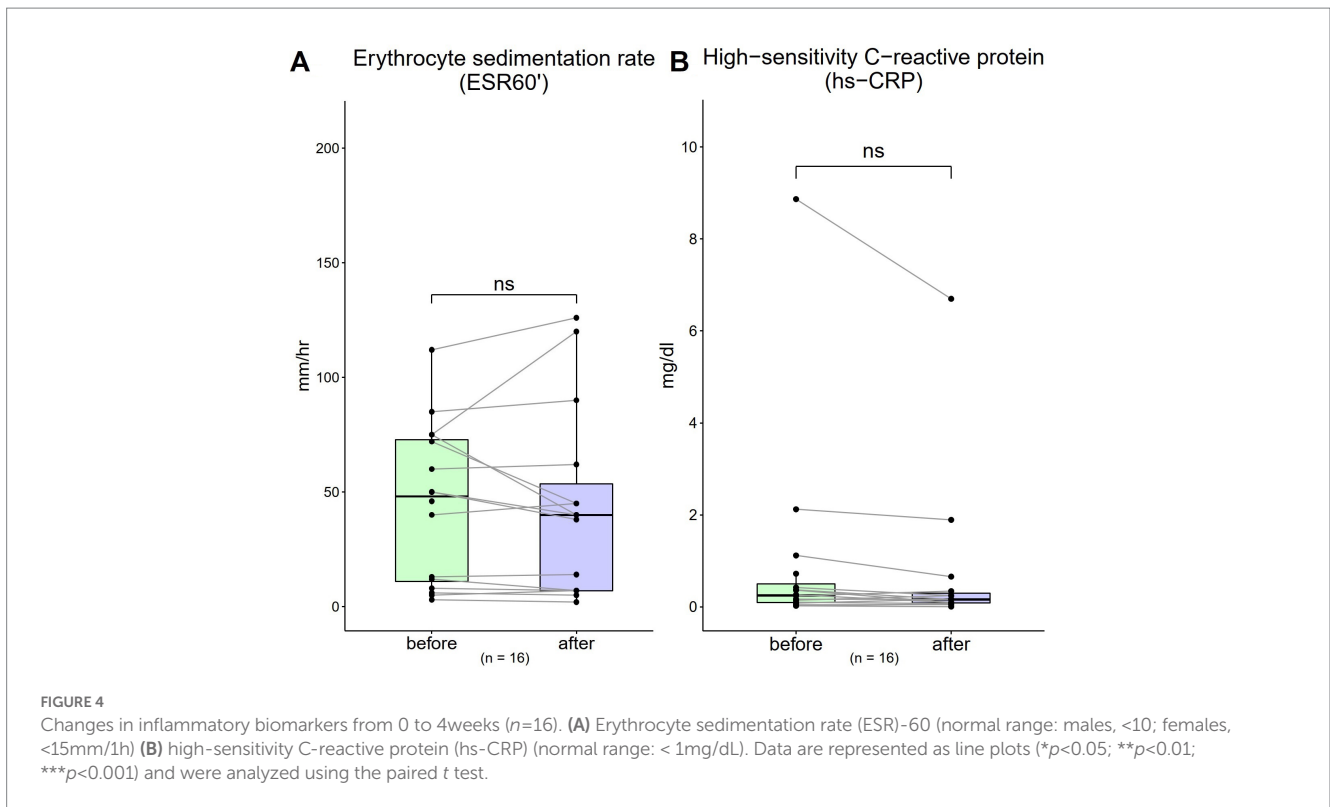 A
Erythrocyte sedimentation rate
(ESR60')
200
150
100
50
0
mm/hr
ns
before
after
(n = 16)
B
High−sensitivity C−reactive protein
(hs−CRP)
10
8
6
4
2
0
mg/dl
ns
before
after
(n = 16)
FIGURE 4
Changes in inflammatory biomarkers from 0 to 4weeks (n=16). (A) Erythrocyte sedimentation rate (ESR)-60 (normal range: males, <10; females,
<15mm/1h) (B) high-sensitivity C-reactive protein (hs-CRP) (normal range: < 1mg/dL). Data are represented as line plots (*p<0.05; **p<0.01;
***p<0.001) and were analyzed using the paired t test.